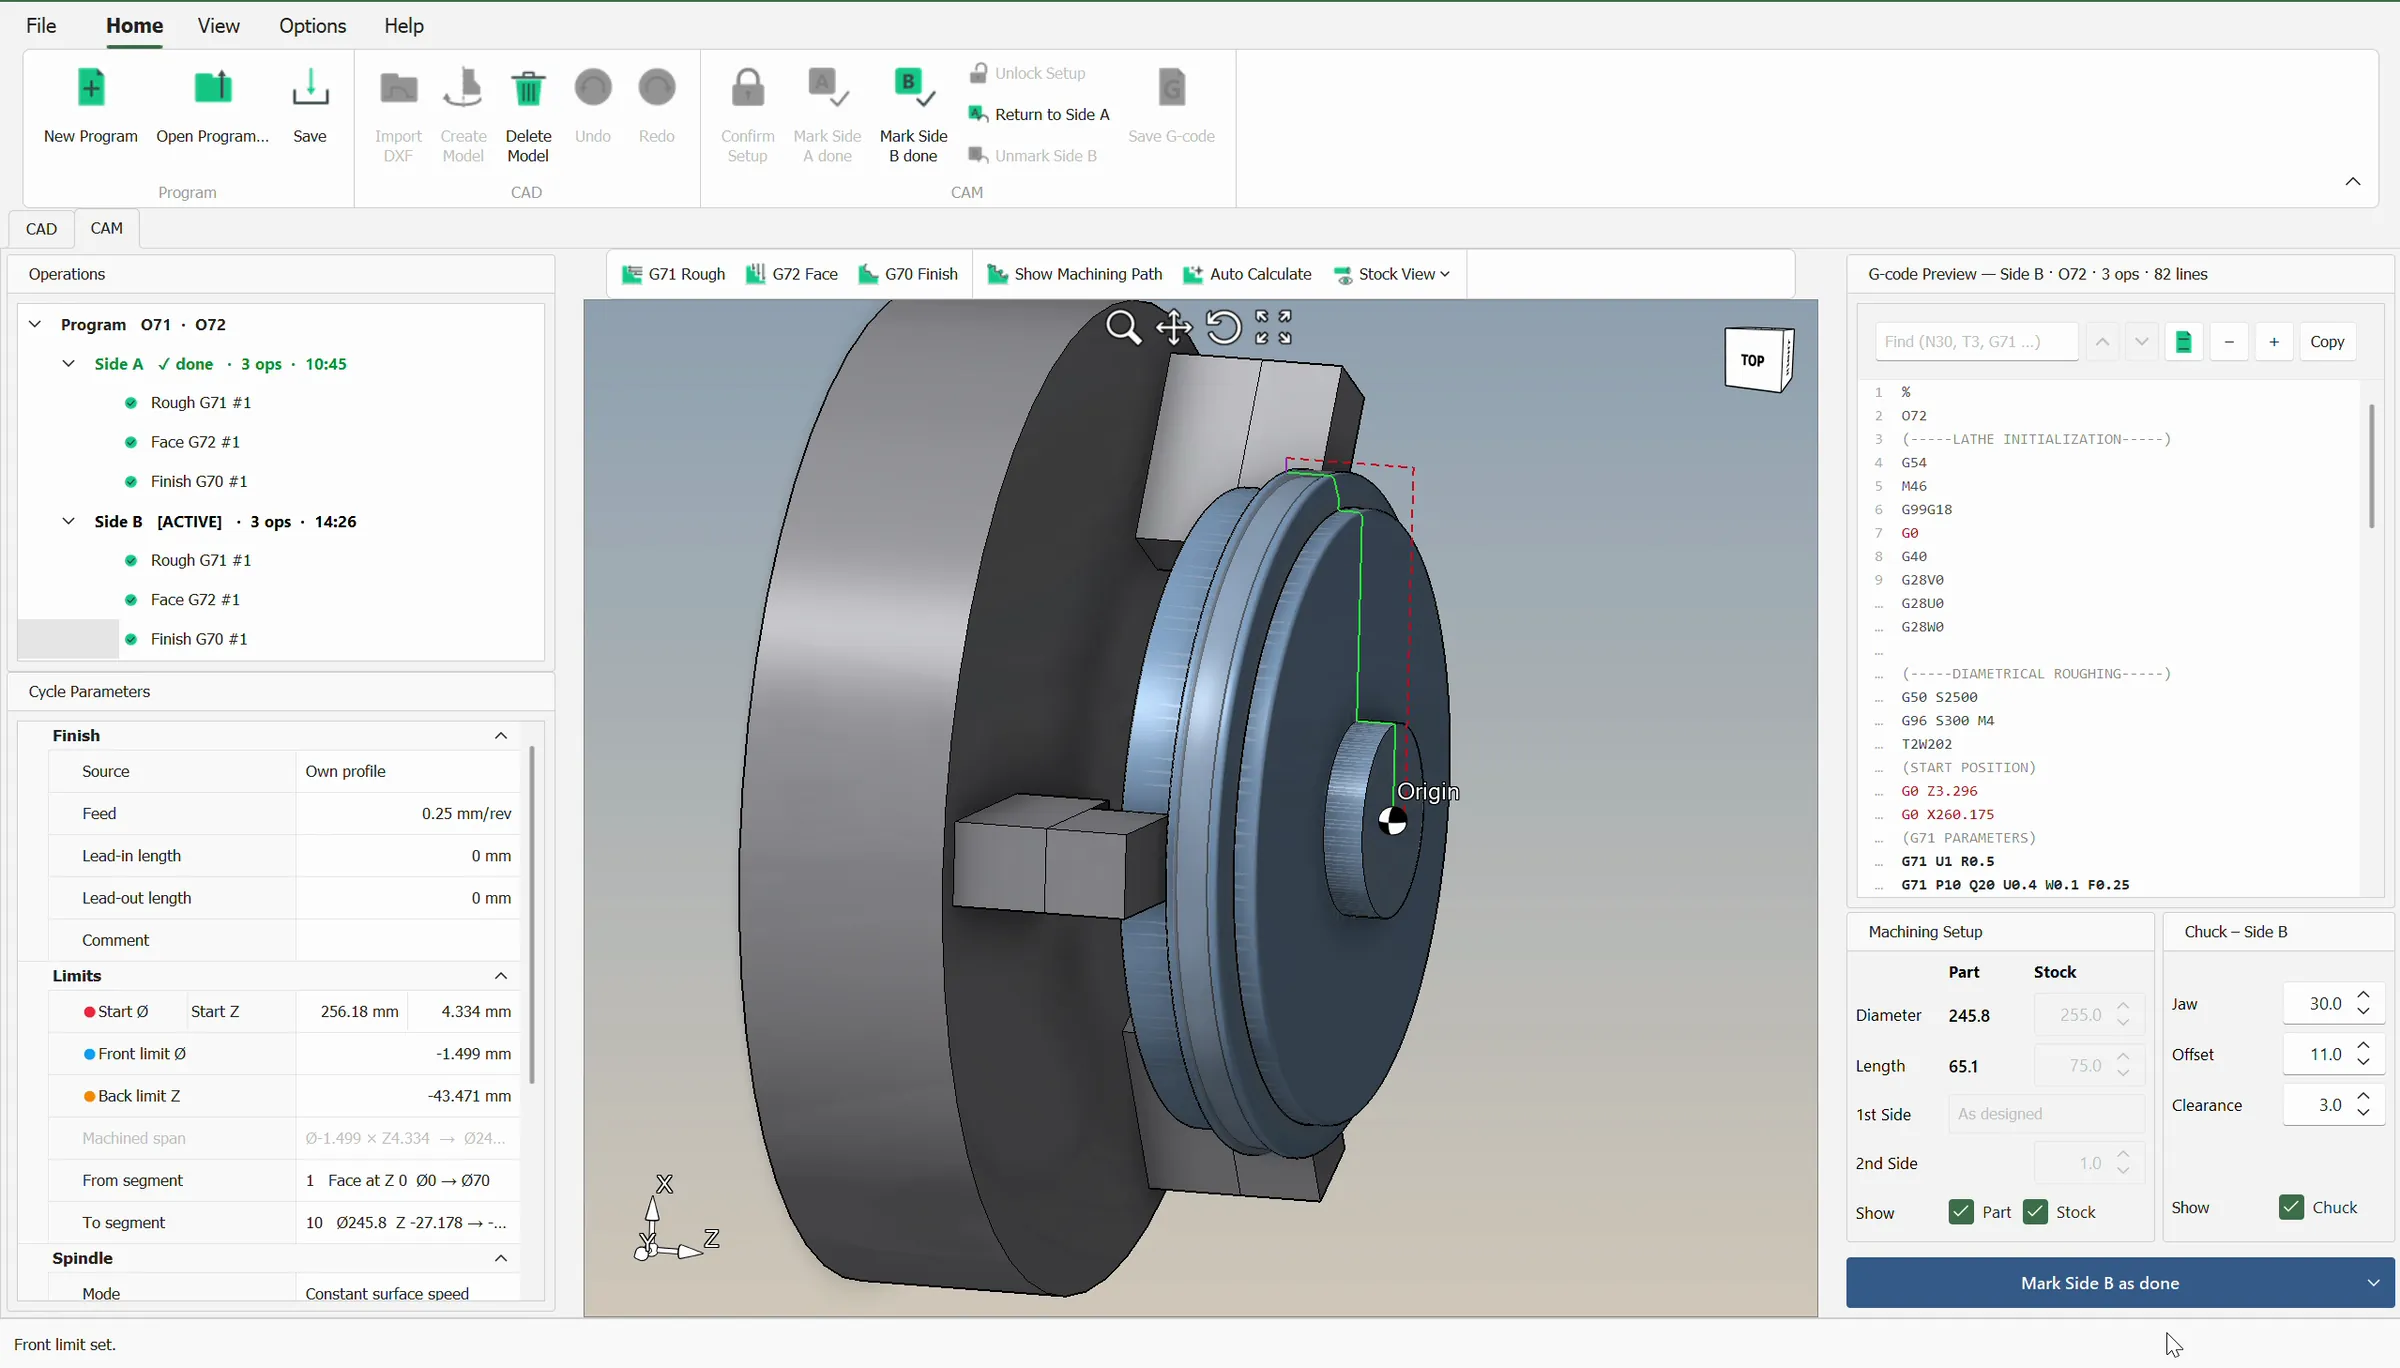 File Home View Options Help
New Program Open Program... Save
Import DXF Create Model Delete Model Undo Redo
Confirm Setup Mark Side A done Mark Side B done
Unlock Setup
Return to Side A
Unmark Side B
Save G-code
Program CAD CAM
CAD CAM
Operations
Program O71 · O72
Side A ✓ done · 3 ops · 10:45
Rough G71 #1
Face G72 #1
Finish G70 #1
Side B [ACTIVE] · 3 ops · 14:26
Rough G71 #1
Face G72 #1
Finish G70 #1
Cycle Parameters
Finish
Source Own profile
Feed 0.25 mm/rev
Lead-in length 0 mm
Lead-out length 0 mm
Comment
Limits
Start Ø Start Z 256.18 mm 4.334 mm
Front limit Ø -1.499 mm
Back limit Z -43.471 mm
Machined span Ø-1.499 × Z4.334 → Ø24...
From segment 1 Face at Z 0 Ø0 → Ø70
To segment 10 Ø245.8 Z -27.178 → -...
Spindle
Mode Constant surface speed
Front limit set.
G71 Rough G72 Face G70 Finish Show Machining Path Auto Calculate Stock View
TOP
Origin
X
Y
Z
G-code Preview — Side B · O72 · 3 ops · 82 lines
Find (N30, T3, G71 ...) − + Copy
1 %
2 O72
3 (-----LATHE INITIALIZATION-----)
4 G54
5 M46
6 G99G18
7 G0
8 G40
9 G28V0
... G28U0
... G28W0
...
... (-----DIAMETRICAL ROUGHING-----)
... G50 S2500
... G96 S300 M4
... T2W202
... (START POSITION)
... G0 Z3.296
... G0 X260.175
... (G71 PARAMETERS)
... G71 U1 R0.5
... G71 P10 Q20 U0.4 W0.1 F0.25
Machining Setup
Part Stock
Diameter 245.8 255.0
Length 65.1 75.0
1st Side As designed
2nd Side 1.0
Show Part Stock
Chuck – Side B
Jaw 30.0
Offset 11.0
Clearance 3.0
Show Chuck
Mark Side B as done